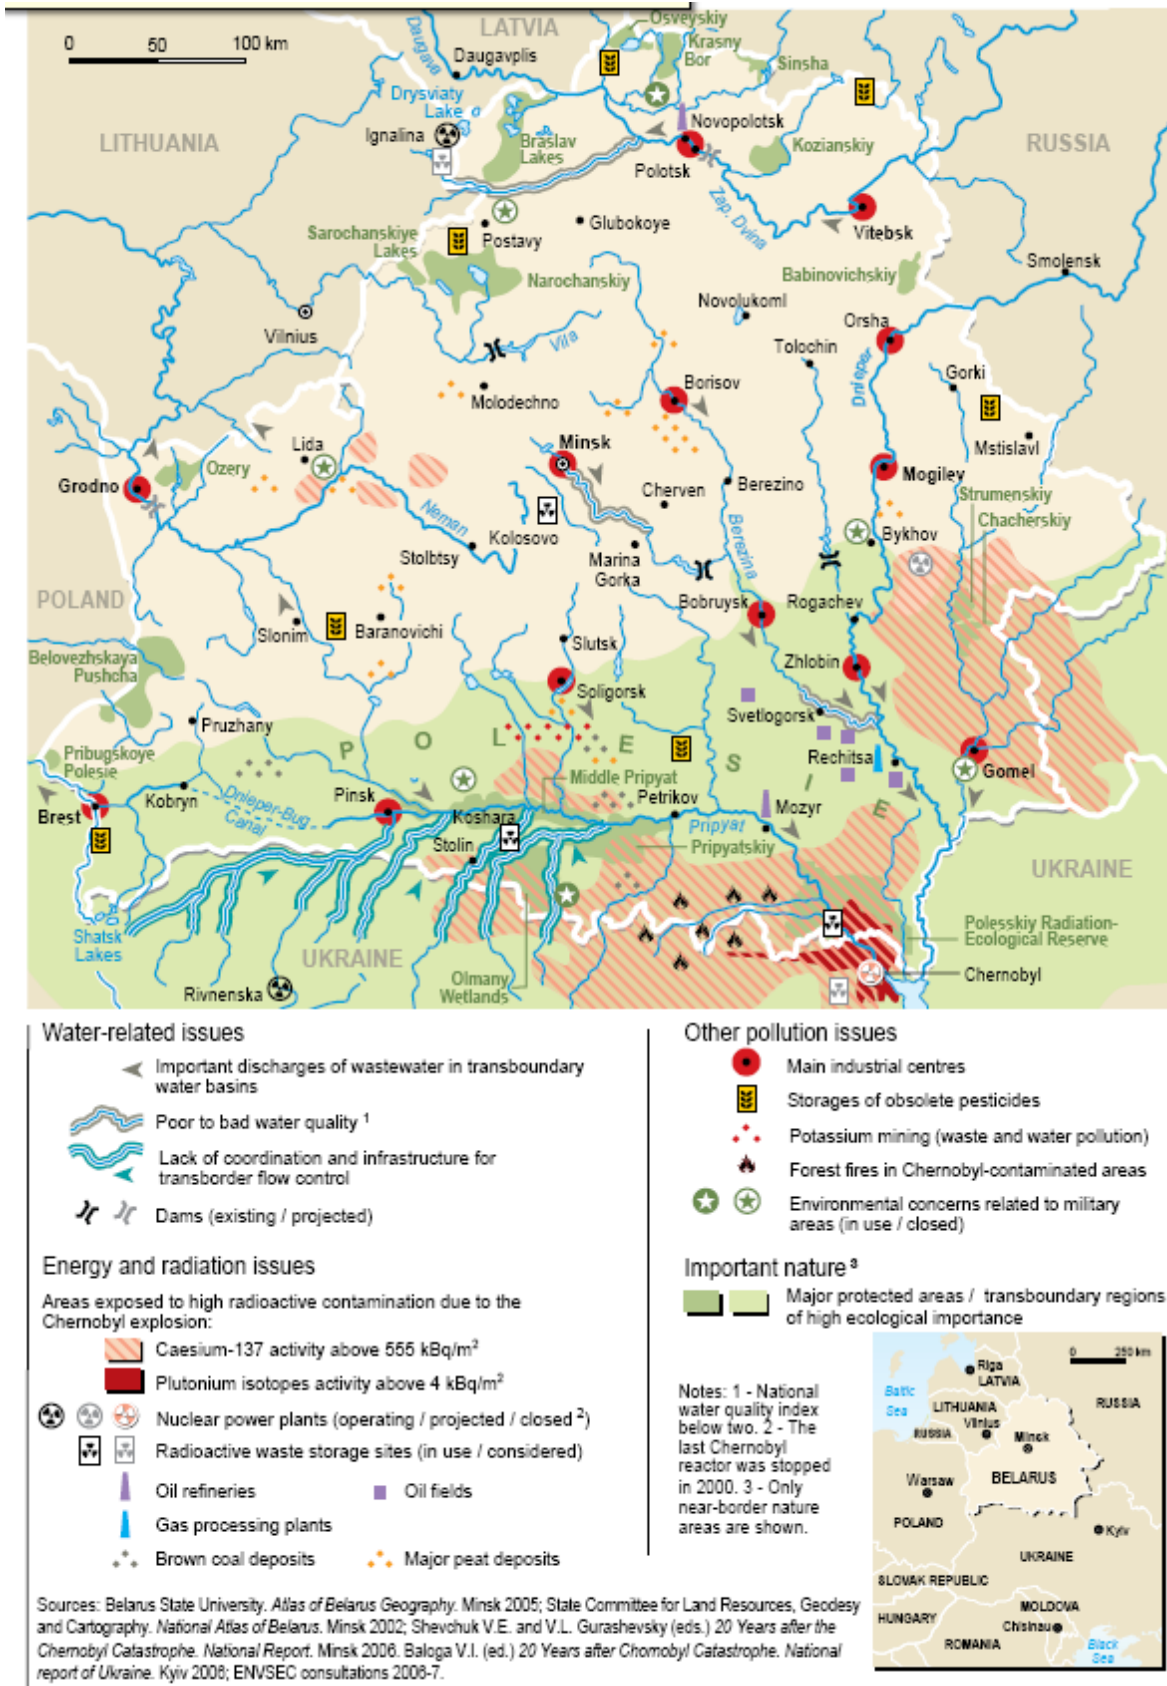 LATVIA
Osveyskiy
Krasny
Bor
Sinsha
0 50 100 km
Daugava
Daugavplis
Drysviaty
Lake
Ignalina
LITHUANIA
Braslav
Lakes
Novopolotsk
Polotsk
Kozianskiy
RUSSIA
Zap. Dvina
Vitebsk
Sarochanskiye
Lakes
Postavy
Glubokoye
Narochanskiy
Babinovichskiy
Smolensk
Novolukoml
Vilnius
Vilia
Tolochin
Orsha
Dnieper
Gorki
Molodechno
Borisov
Mstislavl
Lida
Minsk
Ozery
Grodno
Neman
Kolosovo
Cherven
Berezino
Mogilev
Strumenskiy
Chacherskiy
Bykhov
Stolbtsy
Marina
Gorka
Berezina
POLAND
Slonim
Baranovichi
Bobruysk
Rogachev
Slutsk
Belovezhskaya
Pushcha
Zhlobin
Soligorsk
Svetlogorsk
Pruzhany
P O L E S I E
Pribugskoye
Polesie
Rechitsa
Gomel
Middle Pripyat
Kobryn
Dnieper-Bug
Canal
Pinsk
Koshara
Petrikov
Mozyr
Brest
Pripyat
Stolin
Pripyatskiy
UKRAINE
Shatsk
Lakes
UKRAINE
Polesskiy Radiation-
Ecological Reserve
Olmany
Wetlands
Chernobyl
Rivnenska
Water-related issues
Important discharges of wastewater in transboundary
water basins
Poor to bad water quality 1
Lack of coordination and infrastructure for
transborder flow control
Dams (existing / projected)
Energy and radiation issues
Areas exposed to high radioactive contamination due to the
Chernobyl explosion:
Caesium-137 activity above 555 kBq/m2
Plutonium isotopes activity above 4 kBq/m2
Nuclear power plants (operating / projected / closed 2)
Radioactive waste storage sites (in use / considered)
Oil refineries
Oil fields
Gas processing plants
Brown coal deposits
Major peat deposits
Other pollution issues
Main industrial centres
Storages of obsolete pesticides
Potassium mining (waste and water pollution)
Forest fires in Chernobyl-contaminated areas
Environmental concerns related to military
areas (in use / closed)
Important nature 3
Major protected areas / transboundary regions
of high ecological importance
Notes: 1 - National
water quality index
below two. 2 - The
last Chernobyl
reactor was stopped
in 2000. 3 - Only
near-border nature
areas are shown.
0 250 km
Riga
LATVIA
Baltic
Sea
LITHUANIA
RUSSIA
Vilnius
RUSSIA
Minsk
Warsaw
BELARUS
POLAND
Kyiv
UKRAINE
SLOVAK REPUBLIC
MOLDOVA
HUNGARY
Chisinau
ROMANIA
Black
Sea
Sources: Belarus State University. Atlas of Belarus Geography. Minsk 2005; State Committee for Land Resources, Geodesy
and Cartography. National Atlas of Belarus. Minsk 2002; Shevchuk V.E. and V.L. Gurashevsky (eds.) 20 Years after the
Chernobyl Catastrophe. National Report. Minsk 2006. Baloga V.I. (ed.) 20 Years after Chornobyl Catastrophe. National
report of Ukraine. Kyiv 2006; ENVSEC consultations 2006-7.